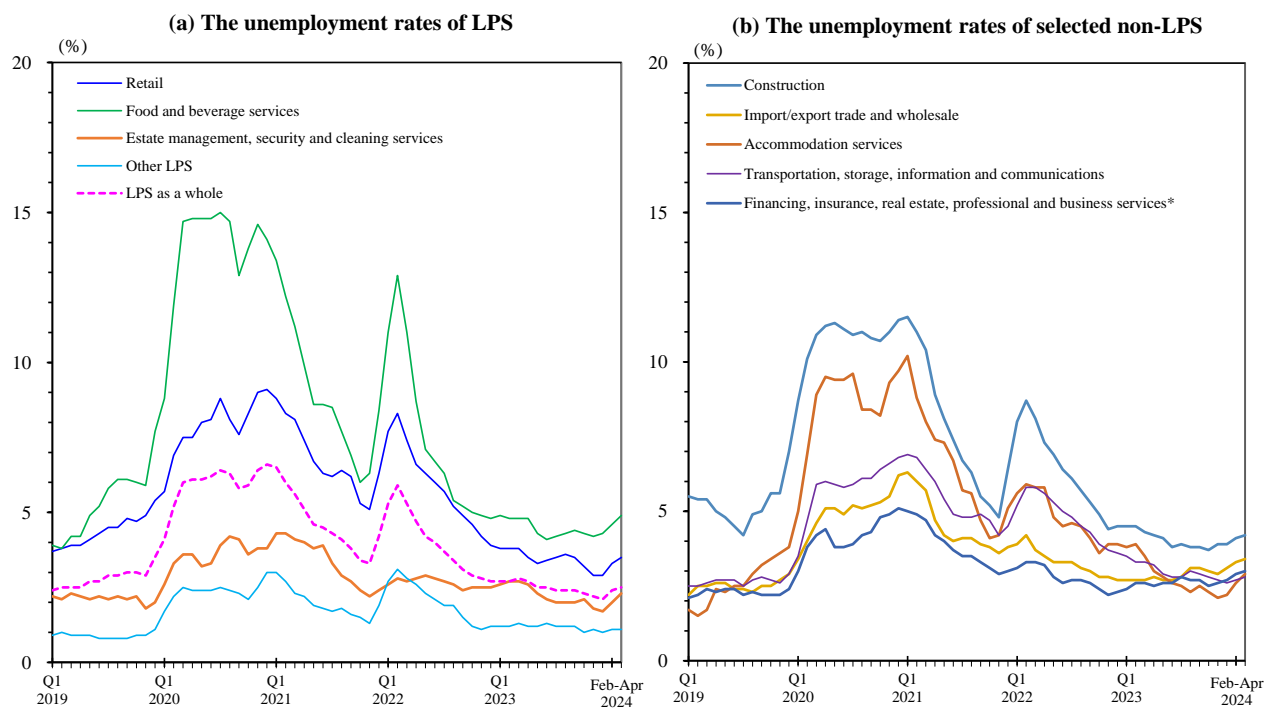 (a) The unemployment rates of LPS
(%)
20
15
10
5
0
Retail
Food and beverage services
Estate management, security and cleaning services
Other LPS
LPS as a whole
Q1
2019
Q1
2020
Q1
2021
Q1
2022
Q1
2023
Feb-Apr
2024
(b) The unemployment rates of selected non-LPS
(%)
20
15
10
5
0
Construction
Import/export trade and wholesale
Accommodation services
Transportation, storage, information and communications
Financing, insurance, real estate, professional and business services*
Q1
2019
Q1
2020
Q1
2021
Q1
2022
Q1
2023
Feb-Apr
2024